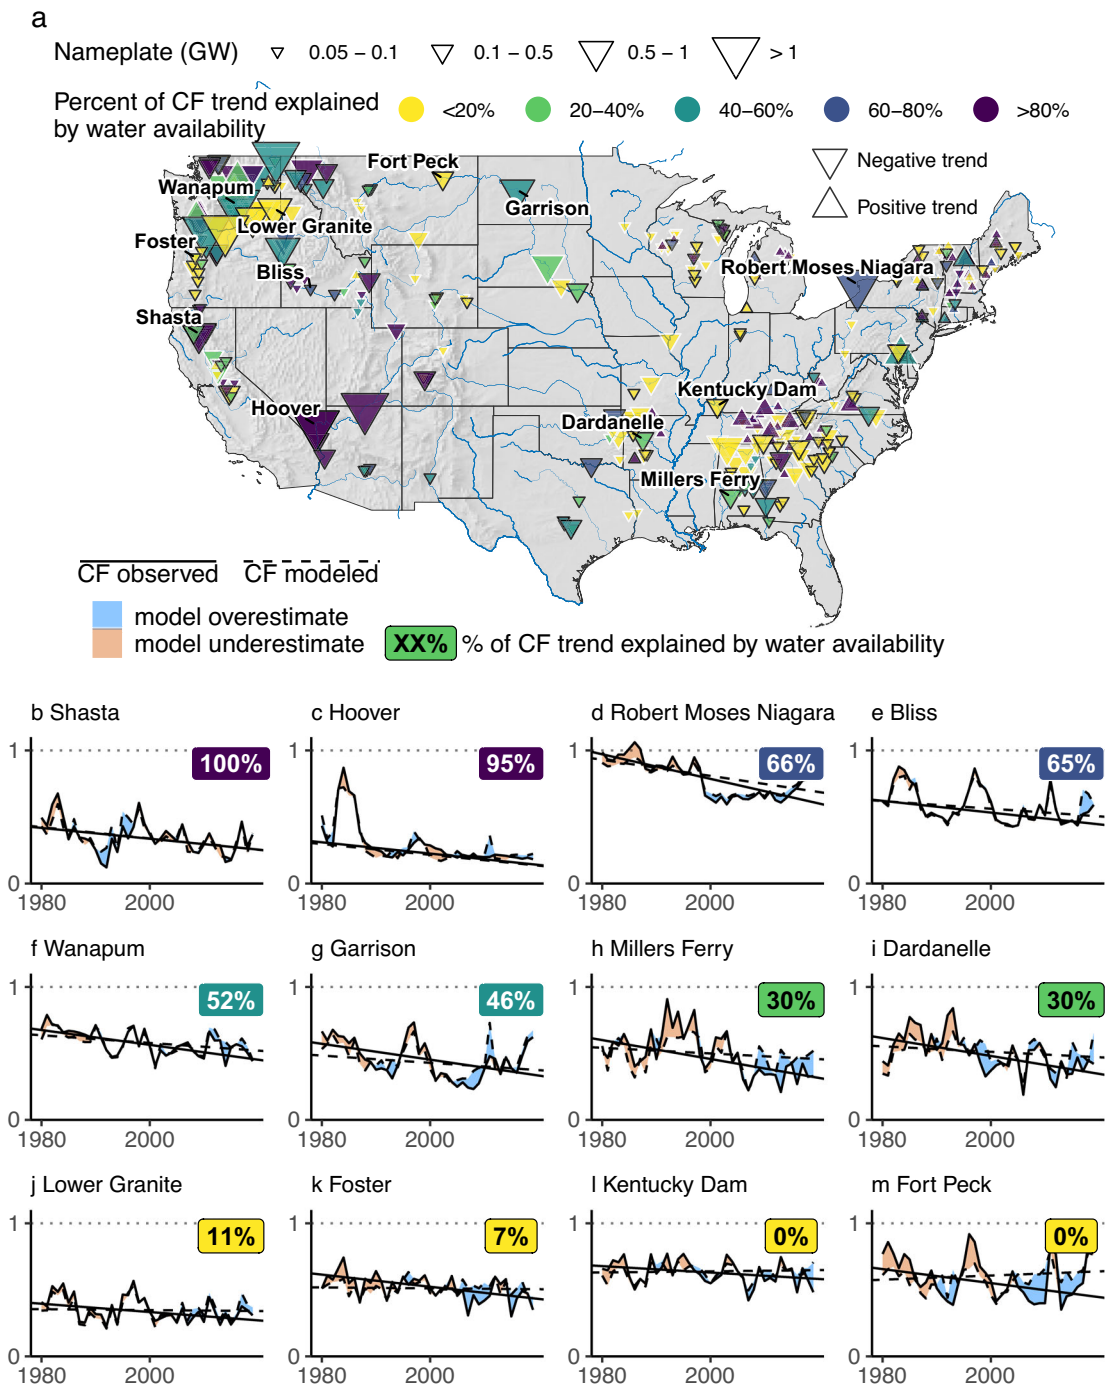 a
Nameplate (GW) 0.05 – 0.1 0.1 – 0.5 0.5 – 1 > 1
Percent of CF trend explained
by water availability
<20% 20–40% 40–60% 60–80% >80%
Negative trend
Positive trend
Fort Peck
Wanapum
Garrison
Lower Granite
Foster
Bliss
Robert Moses Niagara
Shasta
Kentucky Dam
Hoover
Dardanelle
Millers Ferry
CF observed CF modeled
model overestimate
model underestimate XX% % of CF trend explained by water availability
b Shasta
1
100%
0
1980 2000
c Hoover
1
95%
0
1980 2000
d Robert Moses Niagara
1
66%
0
1980 2000
e Bliss
1
65%
0
1980 2000
f Wanapum
1
52%
0
1980 2000
g Garrison
1
46%
0
1980 2000
h Millers Ferry
1
30%
0
1980 2000
i Dardanelle
1
30%
0
1980 2000
j Lower Granite
1
11%
0
1980 2000
k Foster
1
7%
0
1980 2000
l Kentucky Dam
1
0%
0
1980 2000
m Fort Peck
1
0%
0
1980 2000